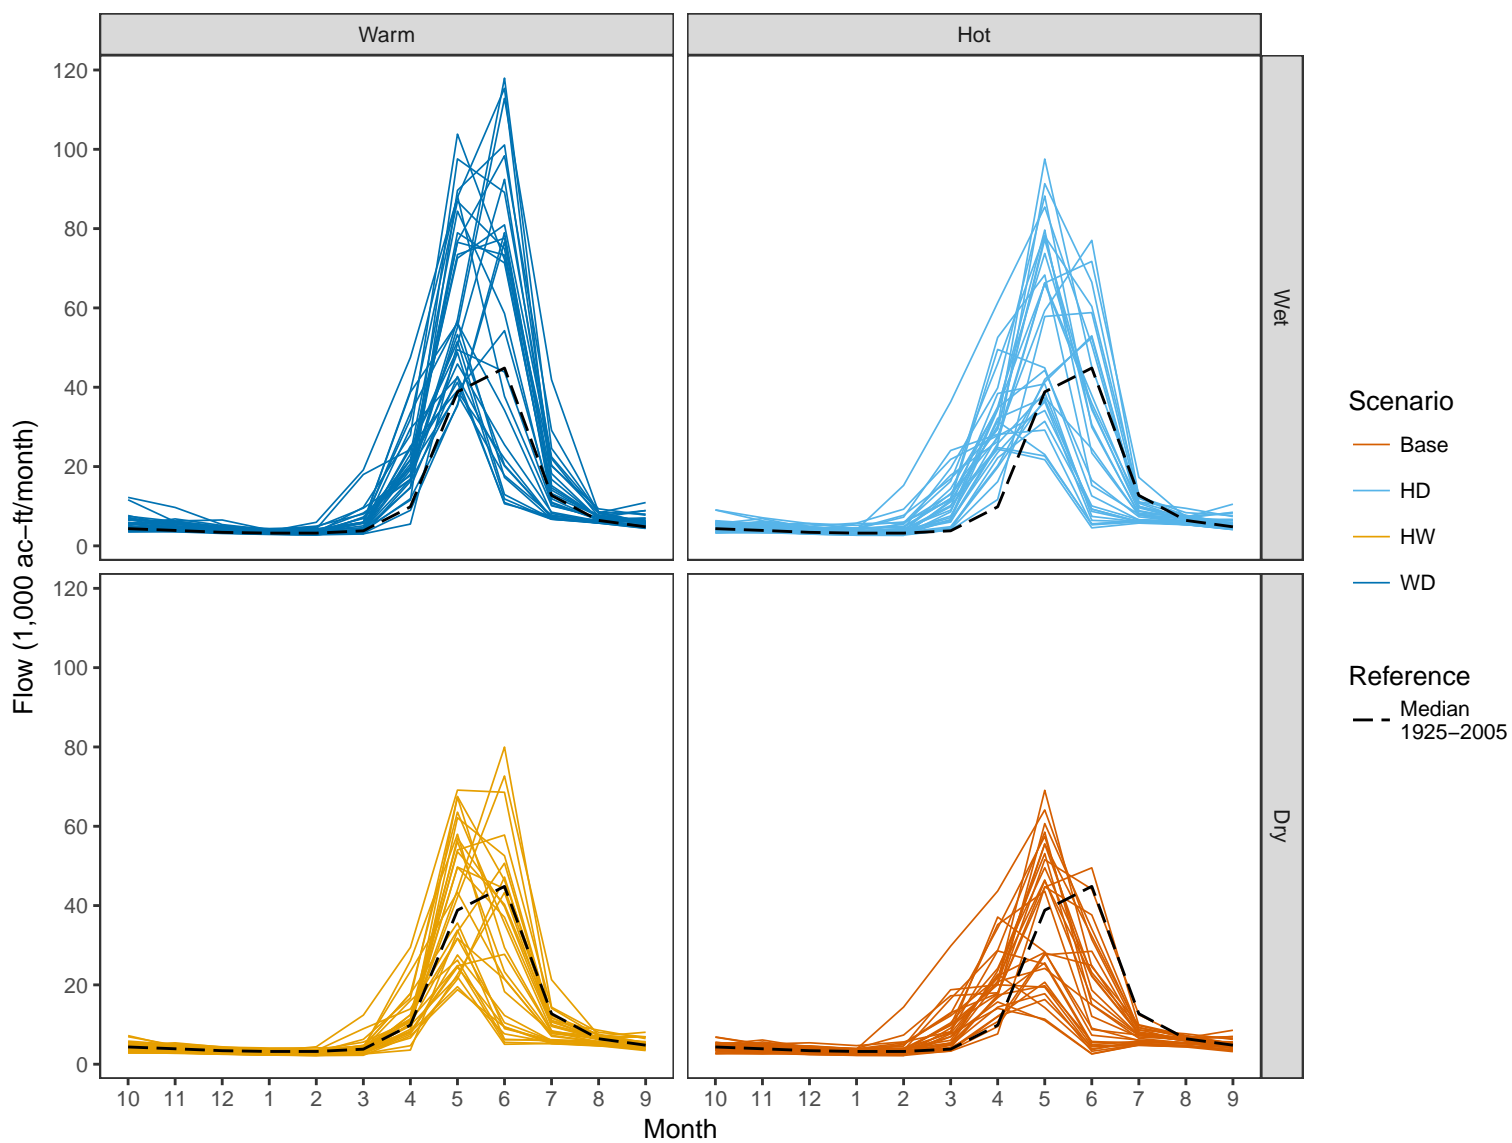 Warm
Hot
120
100
80
60
40
20
0
Wet
120
100
80
60
40
20
0
Dry
10 11 12 1 2 3 4 5 6 7 8 9
10 11 12 1 2 3 4 5 6 7 8 9
Month
Flow (1,000 ac−ft/month)
Scenario
Base
HD
HW
WD
Reference
Median
1925−2005